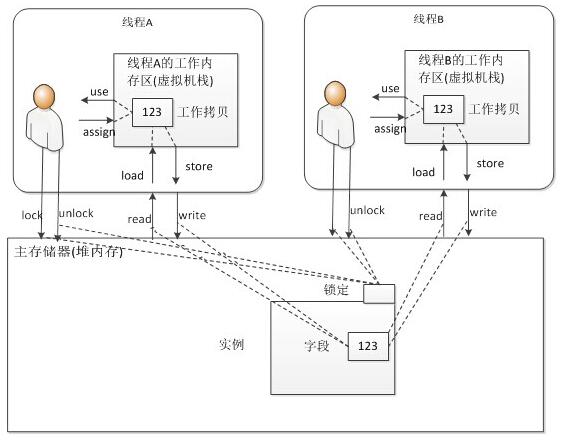 线程A
线程B
线程A的工作内
存区(虚拟机栈)
线程B的工作内
存区(虚拟机栈)
use
123
工作拷贝
assign
use
123
工作拷贝
assign
load
store
load
store
lock
unlock
read
write
unlock
read
write
主存储器(堆内存)
锁定
实例
字段
123